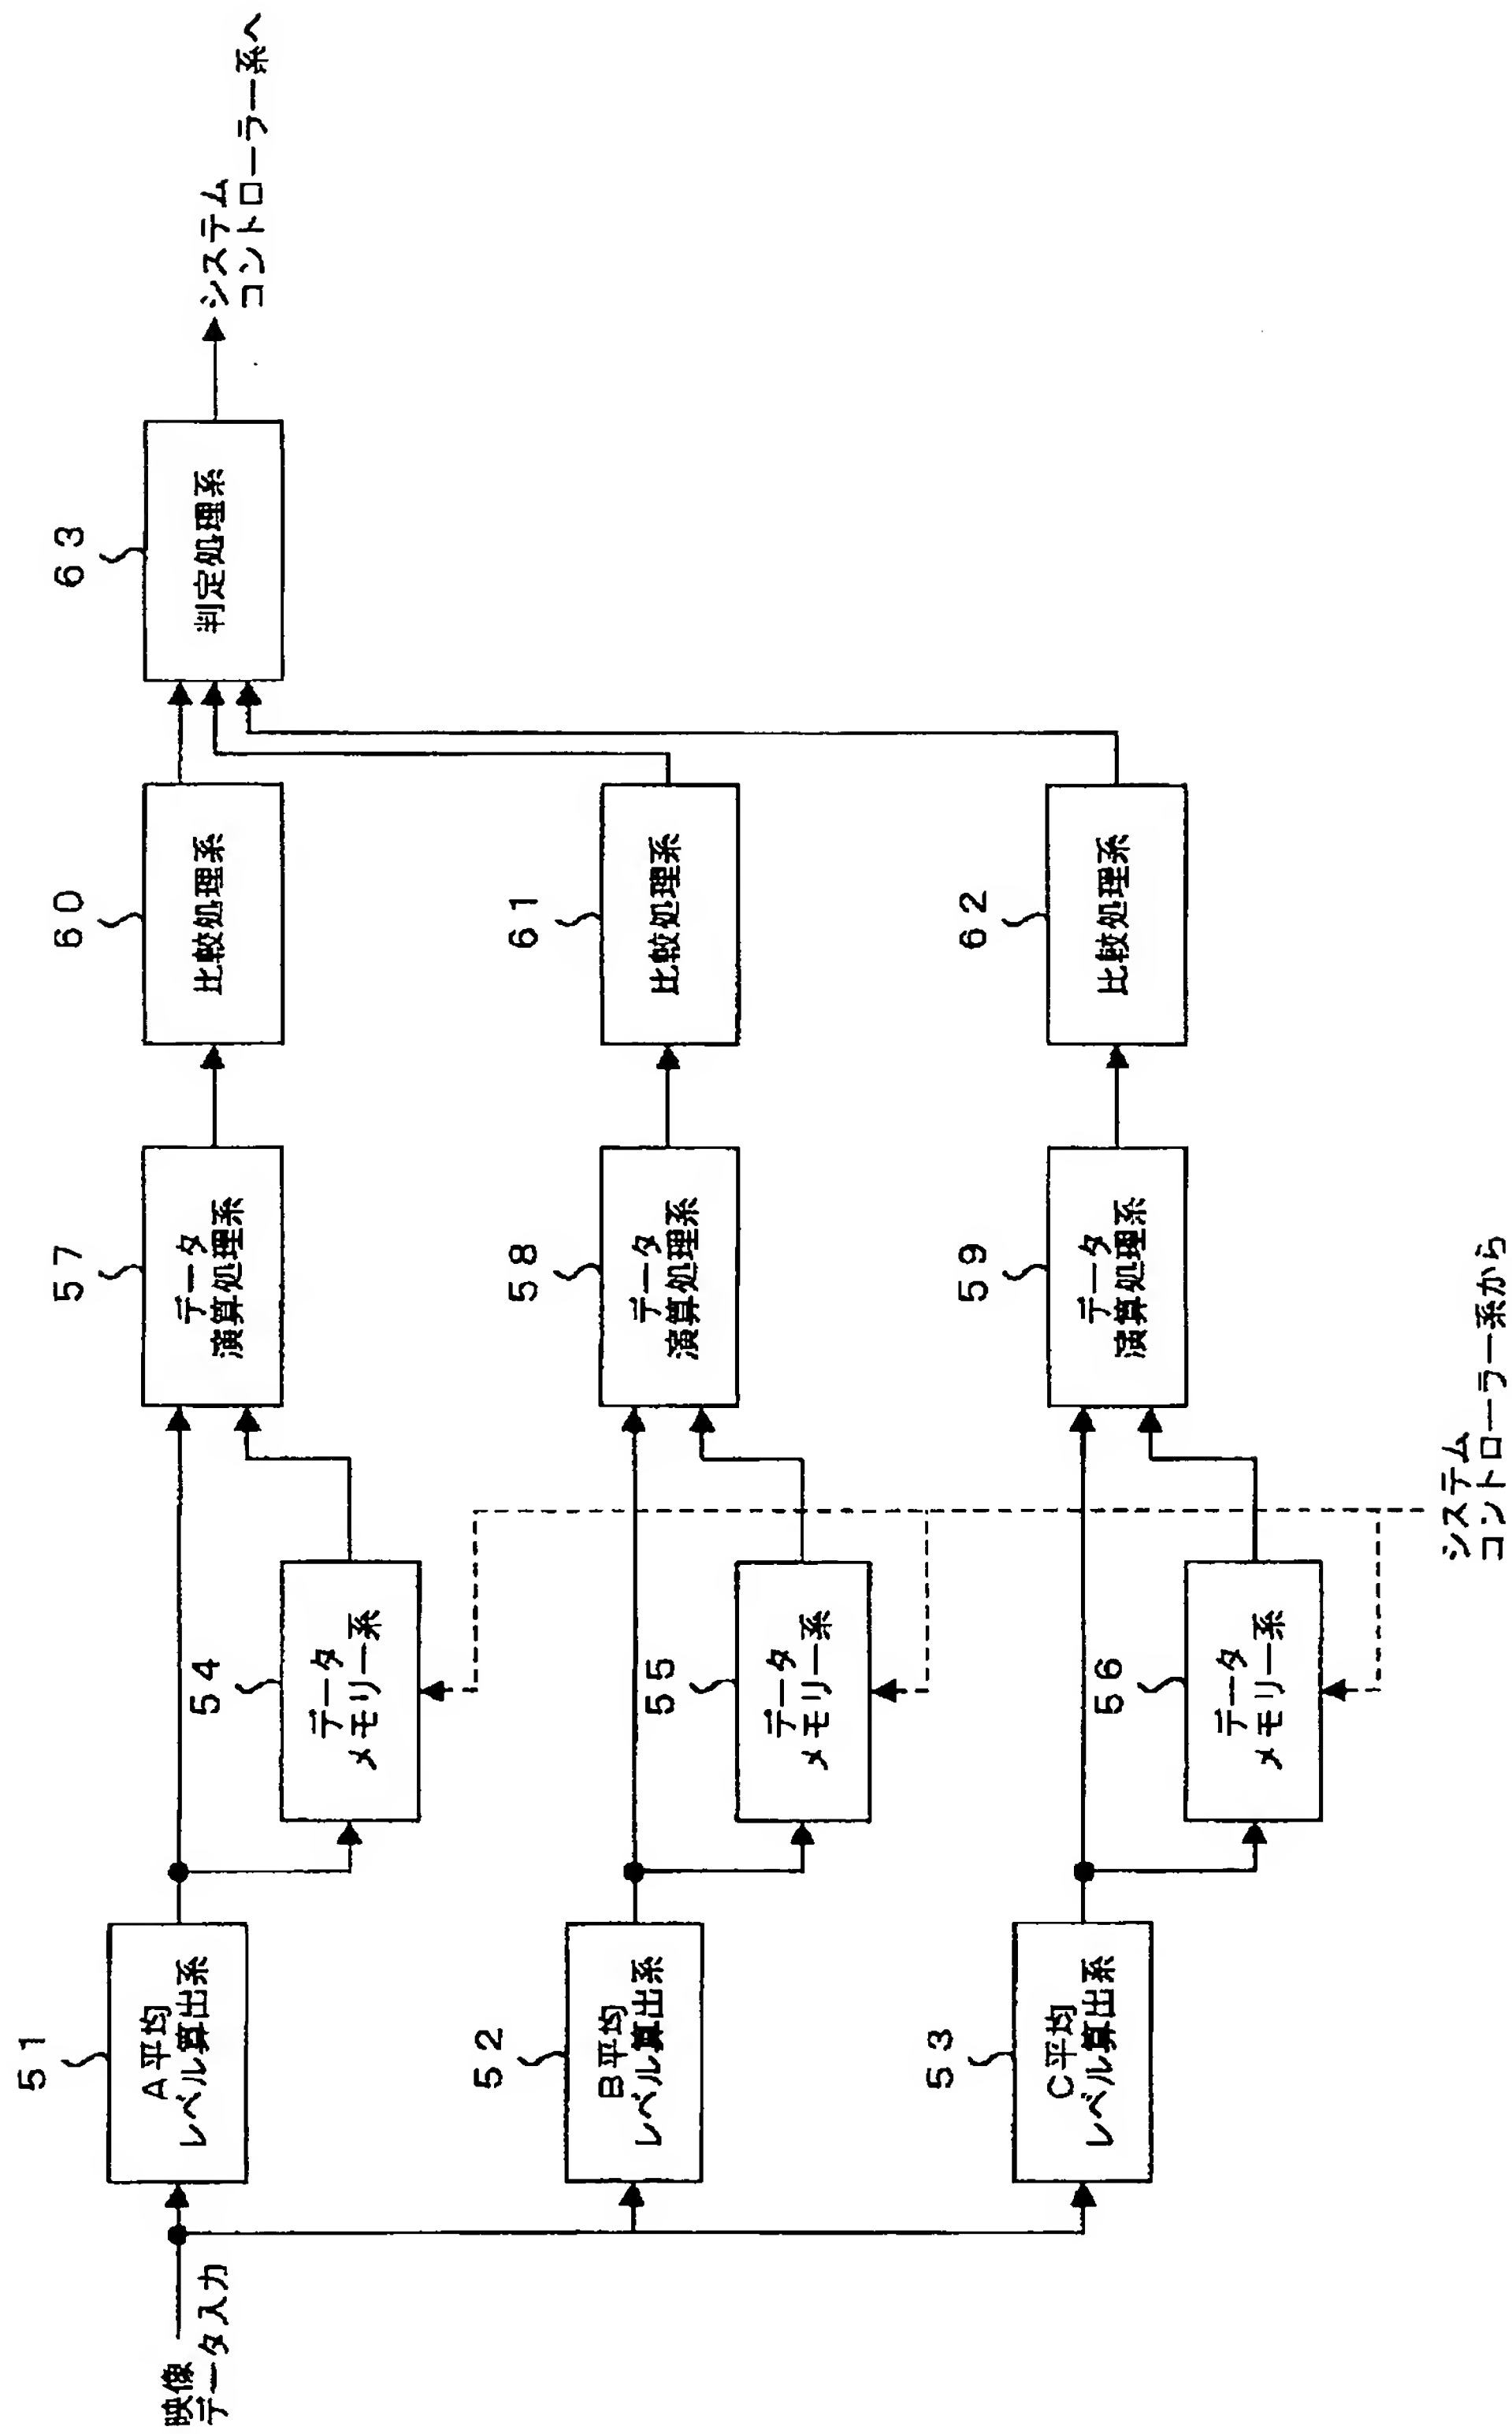 映像
データ入力
51
A平均
レベル算出系
54
データ
メモリー系
57
データ
演算処理系
60
比較処理系
63
判定処理系
システム
コントローラー系へ
52
B平均
レベル算出系
55
データ
メモリー系
58
データ
演算処理系
61
比較処理系
53
C平均
レベル算出系
56
データ
メモリー系
59
データ
演算処理系
62
比較処理系
システム
コントローラー系から